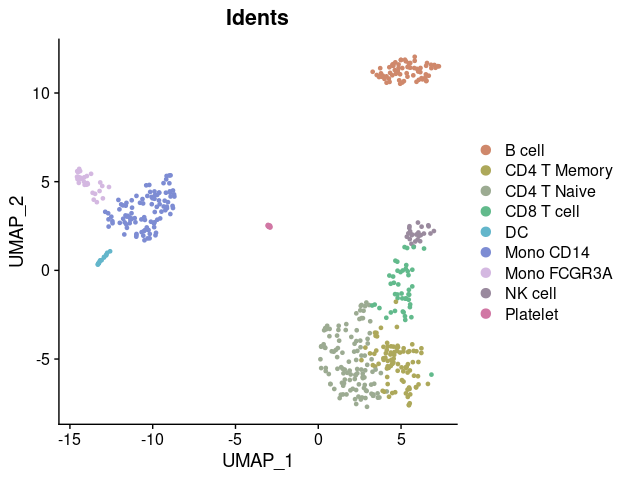 Idents
UMAP_2
10
5
0
-5
-15
-10
-5
0
5
UMAP_1
B cell
CD4 T Memory
CD4 T Naive
CD8 T cell
DC
Mono CD14
Mono FCGR3A
NK cell
Platelet